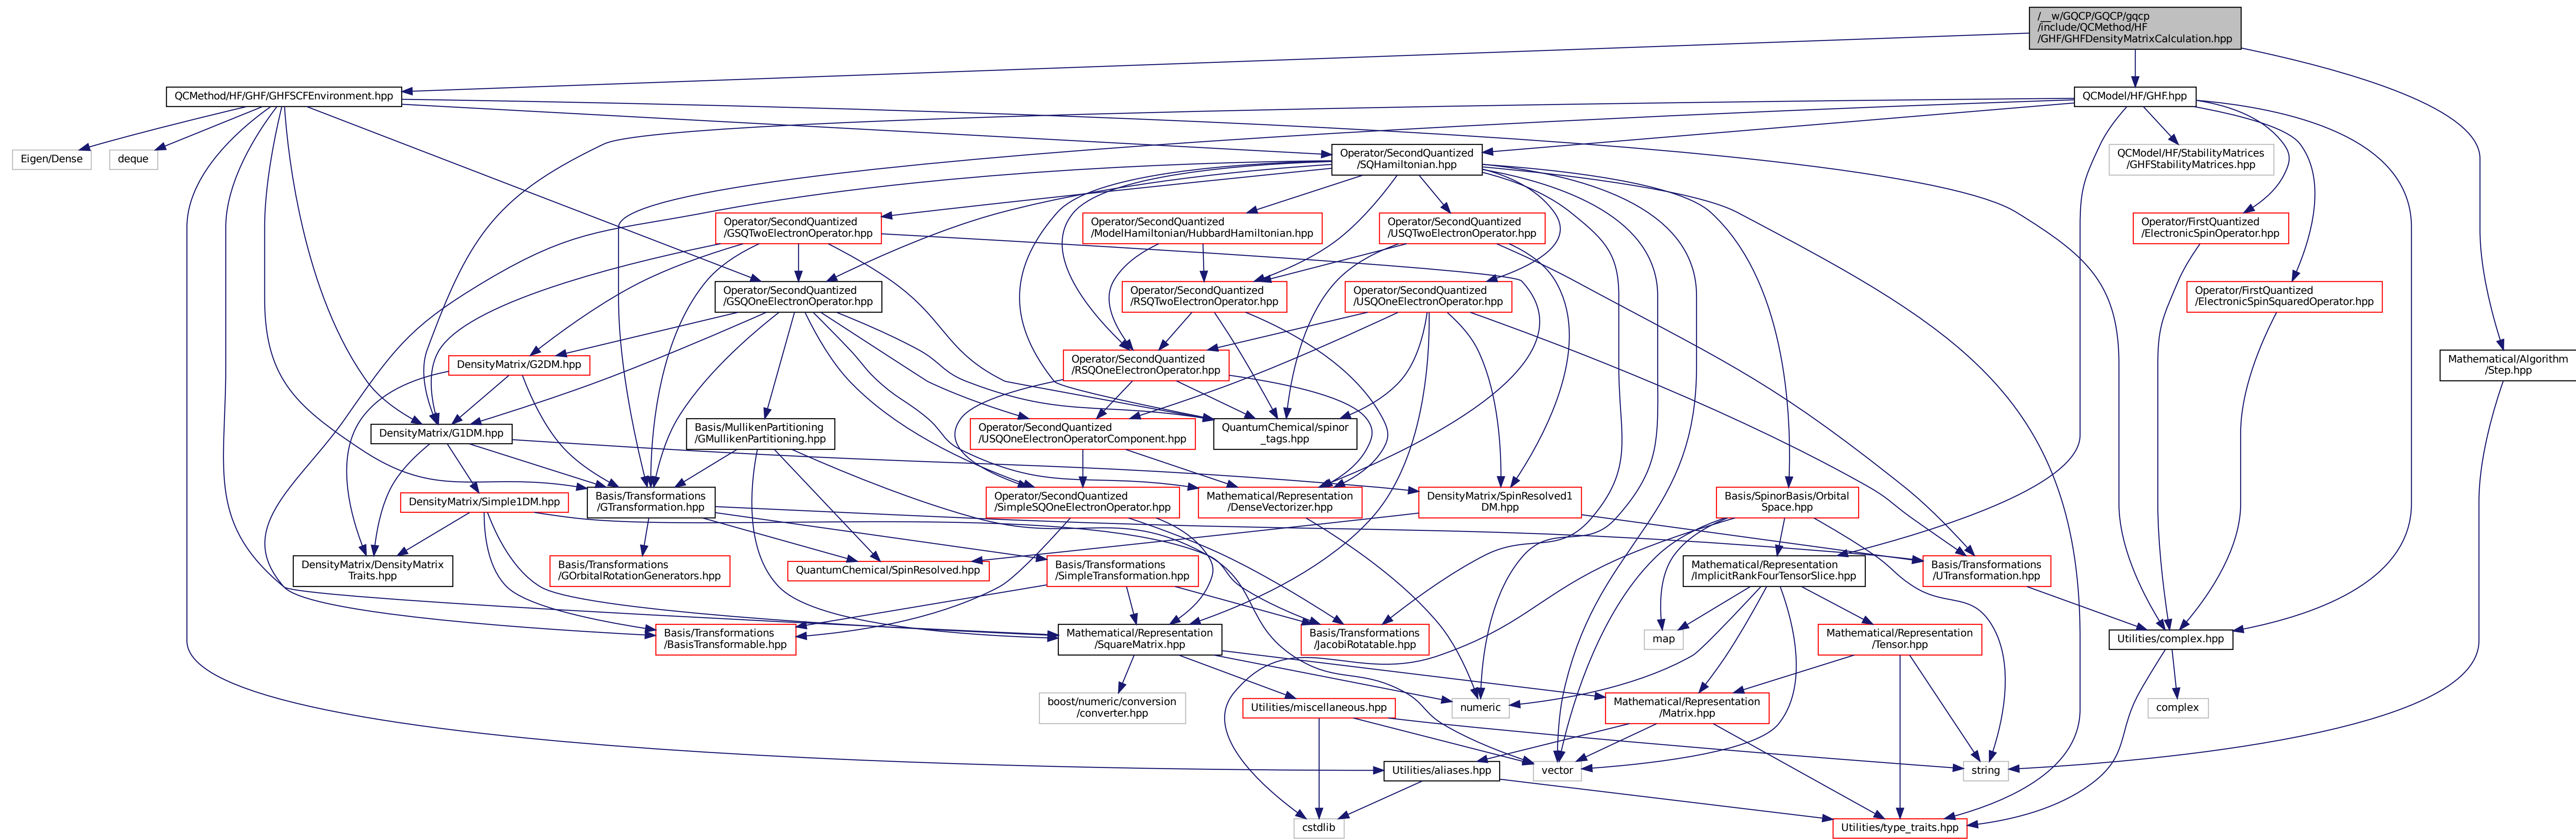 /__w/GQCP/GQCP/gqcp
/include/QCMethod/HF
/GHF/GHFDensityMatrixCalculation.hpp
QCMethod/HF/GHF/GHFSCFEnvironment.hpp
QCModel/HF/GHF.hpp
Eigen/Dense
deque
Operator/SecondQuantized
/SQHamiltonian.hpp
QCModel/HF/StabilityMatrices
/GHFStabilityMatrices.hpp
Operator/SecondQuantized
/GSQTwoElectronOperator.hpp
Operator/SecondQuantized
/ModelHamiltonian/HubbardHamiltonian.hpp
Operator/SecondQuantized
/USQTwoElectronOperator.hpp
Operator/FirstQuantized
/ElectronicSpinOperator.hpp
Operator/SecondQuantized
/GSQOneElectronOperator.hpp
Operator/SecondQuantized
/RSQTwoElectronOperator.hpp
Operator/SecondQuantized
/USQOneElectronOperator.hpp
Operator/FirstQuantized
/ElectronicSpinSquaredOperator.hpp
DensityMatrix/G2DM.hpp
Operator/SecondQuantized
/RSQOneElectronOperator.hpp
Mathematical/Algorithm
/Step.hpp
DensityMatrix/G1DM.hpp
Basis/MullikenPartitioning
/GMullikenPartitioning.hpp
Operator/SecondQuantized
/USQOneElectronOperatorComponent.hpp
QuantumChemical/spinor
_tags.hpp
DensityMatrix/Simple1DM.hpp
Basis/Transformations
/GTransformation.hpp
Operator/SecondQuantized
/SimpleSQOneElectronOperator.hpp
Mathematical/Representation
/DenseVectorizer.hpp
DensityMatrix/SpinResolved1
DM.hpp
Basis/SpinorBasis/Orbital
Space.hpp
DensityMatrix/DensityMatrix
Traits.hpp
Basis/Transformations
/GOrbitalRotationGenerators.hpp
QuantumChemical/SpinResolved.hpp
Basis/Transformations
/SimpleTransformation.hpp
Mathematical/Representation
/ImplicitRankFourTensorSlice.hpp
Basis/Transformations
/UTransformation.hpp
Basis/Transformations
/BasisTransformable.hpp
Mathematical/Representation
/SquareMatrix.hpp
Basis/Transformations
/JacobiRotatable.hpp
map
Mathematical/Representation
/Tensor.hpp
Utilities/complex.hpp
boost/numeric/conversion
/converter.hpp
Utilities/miscellaneous.hpp
numeric
Mathematical/Representation
/Matrix.hpp
complex
Utilities/aliases.hpp
vector
string
cstdlib
Utilities/type_traits.hpp